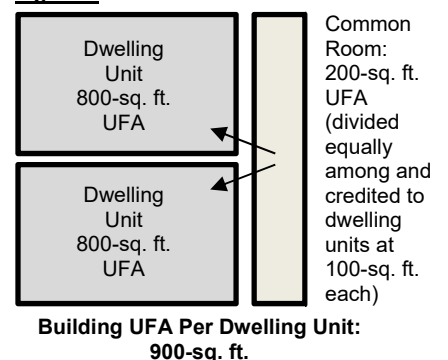 Dwelling
Unit
800-sq. ft.
UFA
Dwelling
Unit
800-sq. ft.
UFA
Common
Room:
200-sq. ft.
UFA
(divided
equally
among and
credited to
dwelling
units at
100-sq. ft.
each)
Building UFA Per Dwelling Unit:
900-sq. ft.